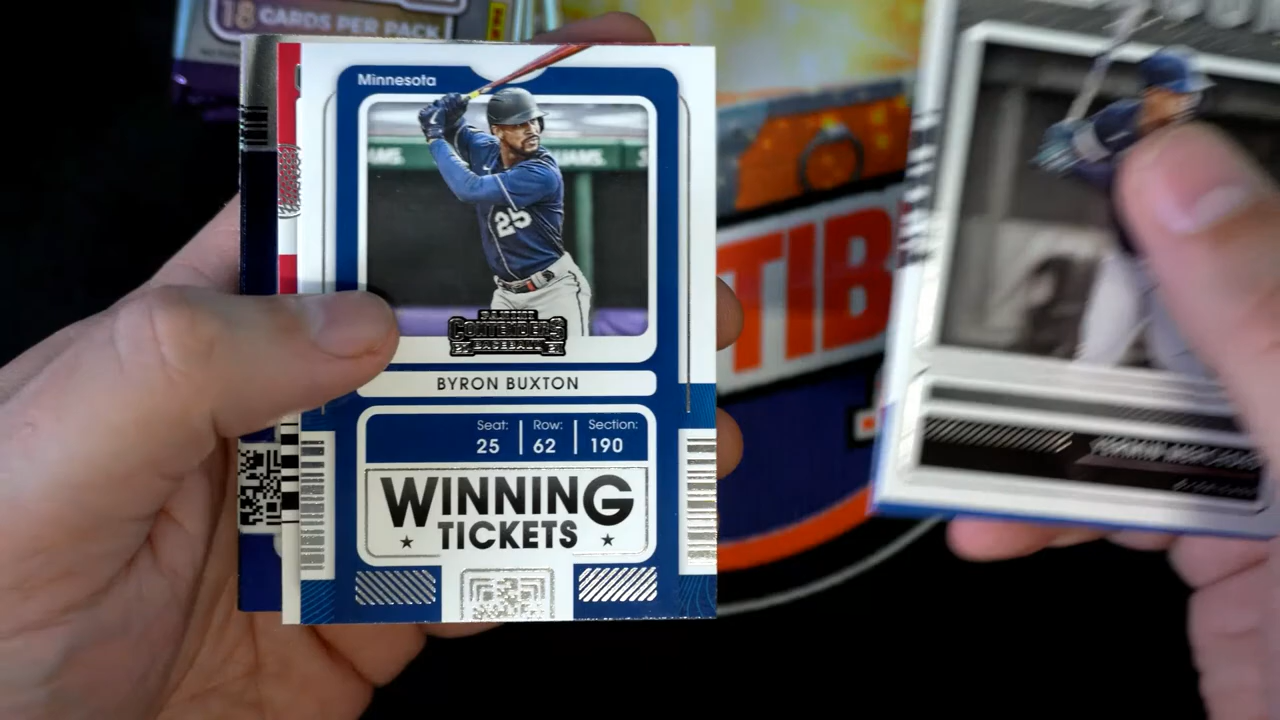 18 CARDS PER PACK
Minnesota
25
CONTENDERS
BASEBALL
BYRON BUXTON
Seat: Row: Section:
25 62 190
WINNING
TICKETS
TIB